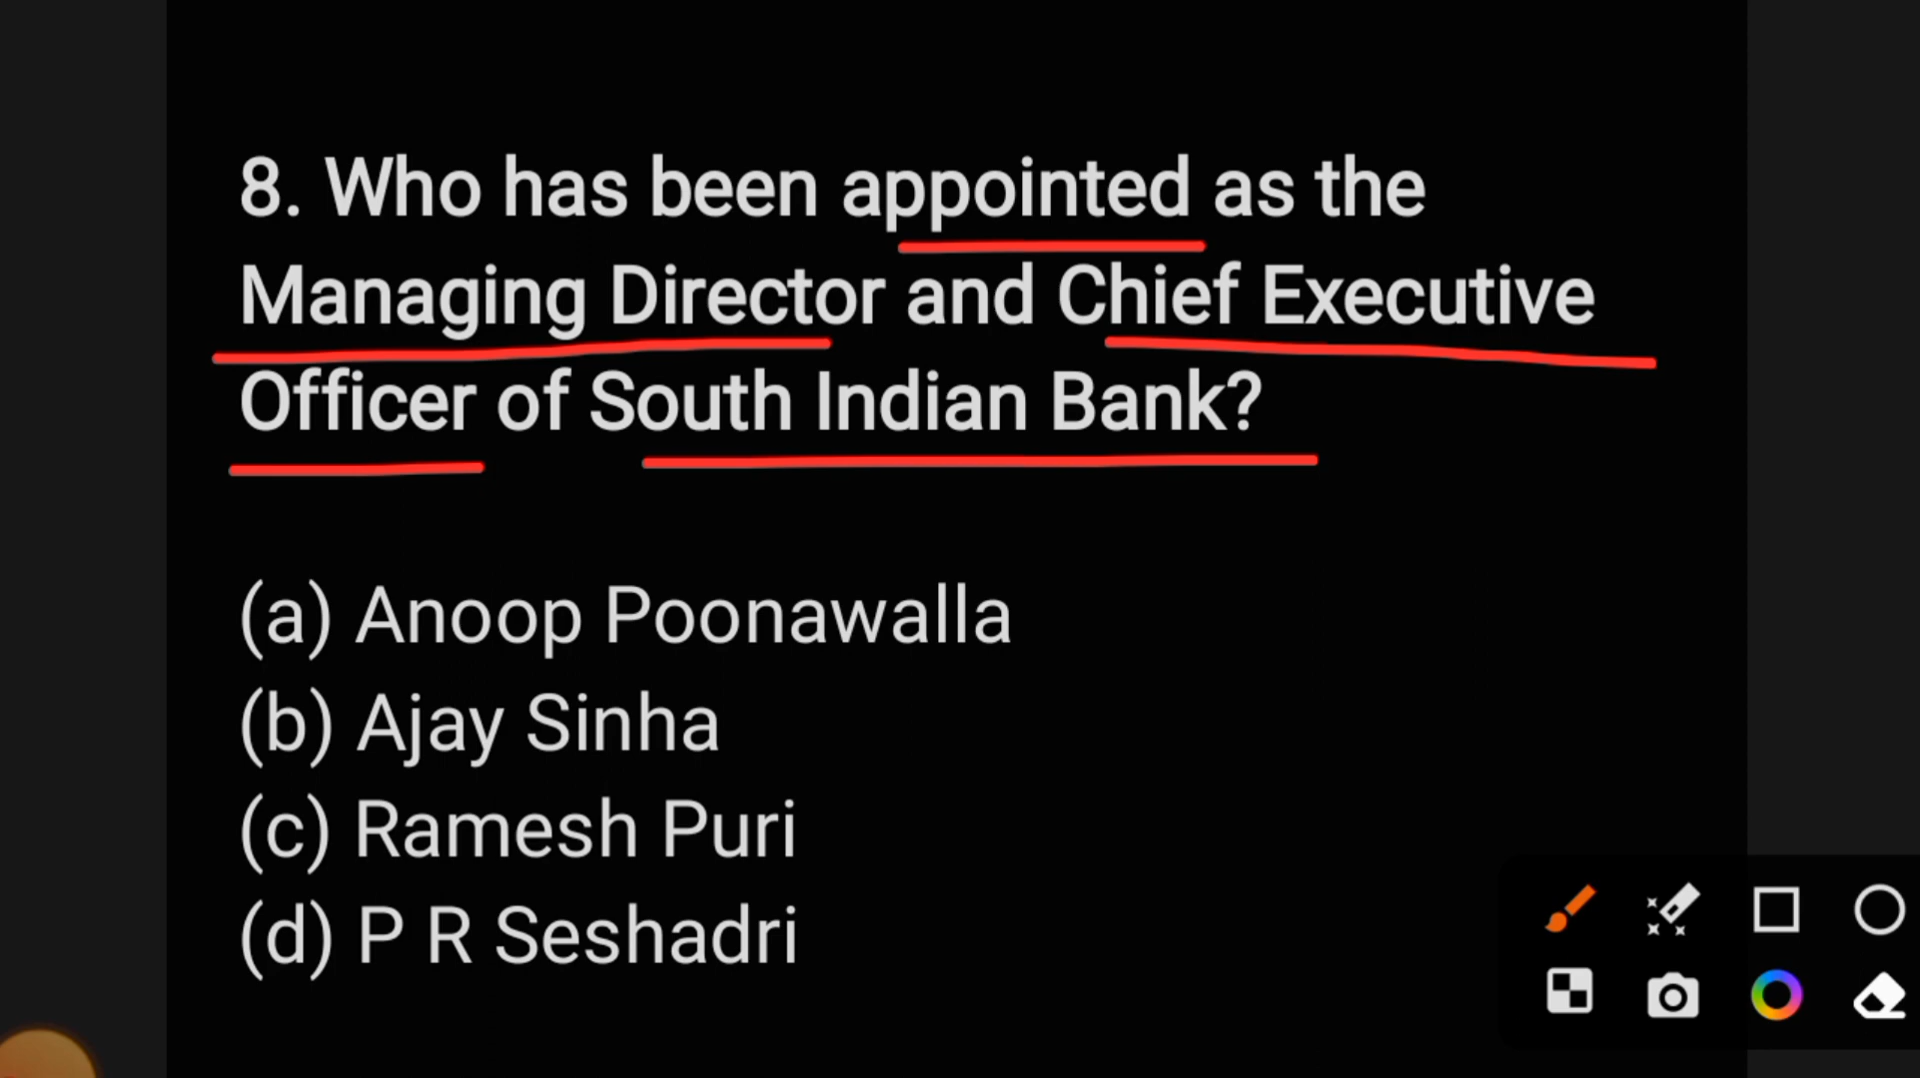 8. Who has been appointed as the
Managing Director and Chief Executive
Officer of South Indian Bank?
(a) Anoop Poonawalla
(b) Ajay Sinha
(c) Ramesh Puri
(d) P R Seshadri